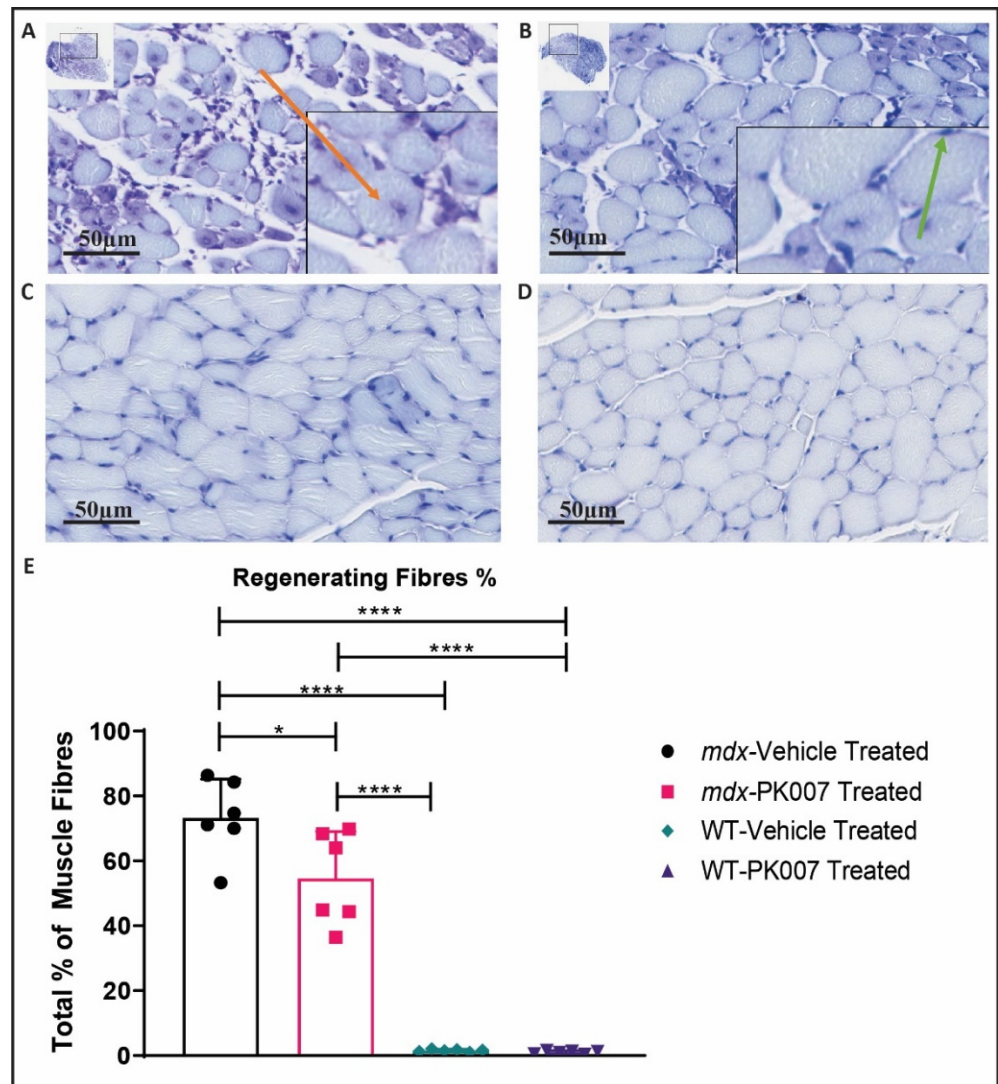 A
B
50µm
50µm
C
D
50µm
50µm
E
Regenerating Fibres %
****
****
****
*
****
100
80
60
40
20
0
Total % of Muscle Fibres
mdx-Vehicle Treated
mdx-PK007 Treated
WT-Vehicle Treated
WT-PK007 Treated